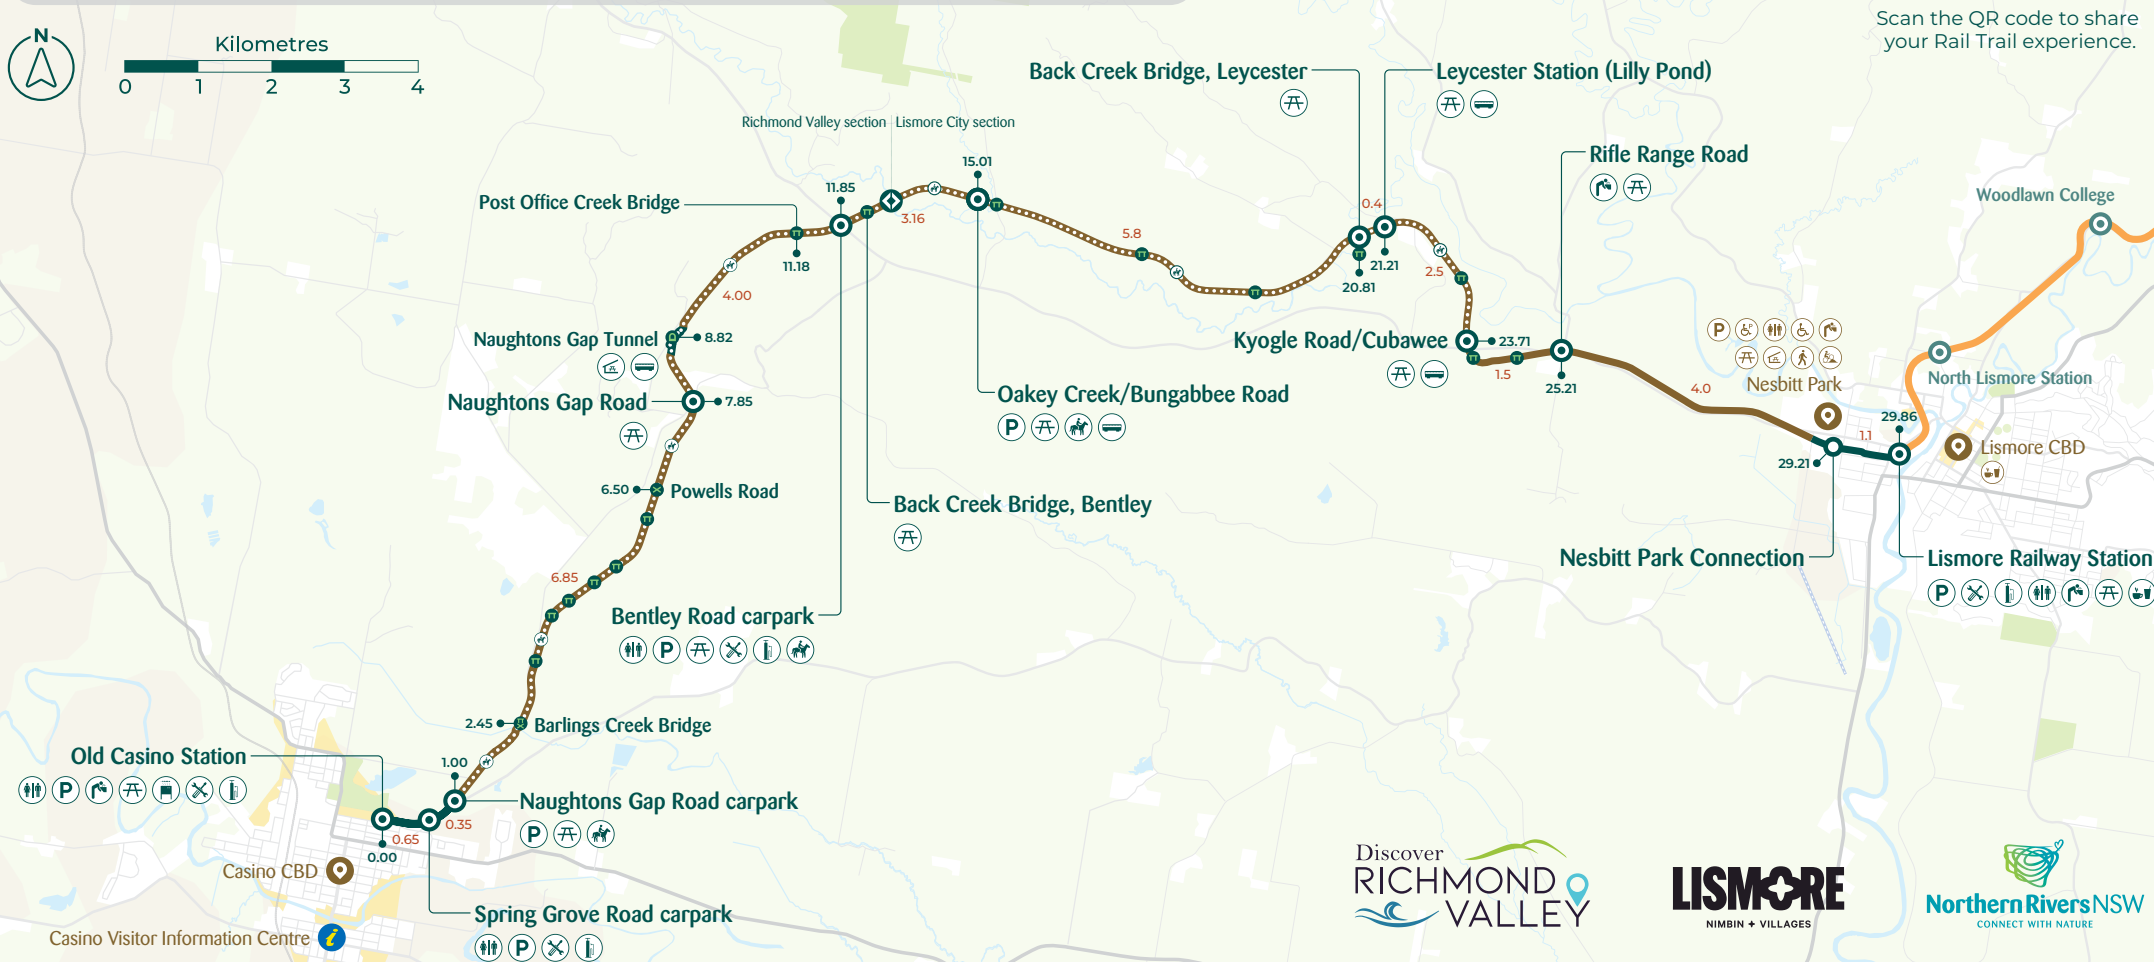 Scan the QR code to share
your Rail Trail experience.
N
Kilometres
0 1 2 3 4
Back Creek Bridge, Leycester
Leycester Station (Lilly Pond)
Richmond Valley section
Lismore City section
Rifle Range Road
Woodlawn College
15.01
11.85
Post Office Creek Bridge
3.16
0.4
5.8
11.18
21.21
2.5
20.81
4.00
Naughtons Gap Tunnel
8.82
Kyogle Road/Cubawee
23.71
1.5
25.21
P
Nesbitt Park
North Lismore Station
4.0
Naughtons Gap Road
7.85
Oakey Creek/Bungabbee Road
P
29.86
1.1
29.21
Lismore CBD
6.50
Powells Road
Back Creek Bridge, Bentley
Nesbitt Park Connection
Lismore Railway Station
P
6.85
Bentley Road carpark
P
2.45
Barlings Creek Bridge
Old Casino Station
P
1.00
Naughtons Gap Road carpark
P
0.35
0.65
0.00
Casino CBD
Spring Grove Road carpark
P
Casino Visitor Information Centre
i
Discover
RICHMOND
VALLEY
LISMORE
NIMBIN + VILLAGES
Northern Rivers NSW
CONNECT WITH NATURE